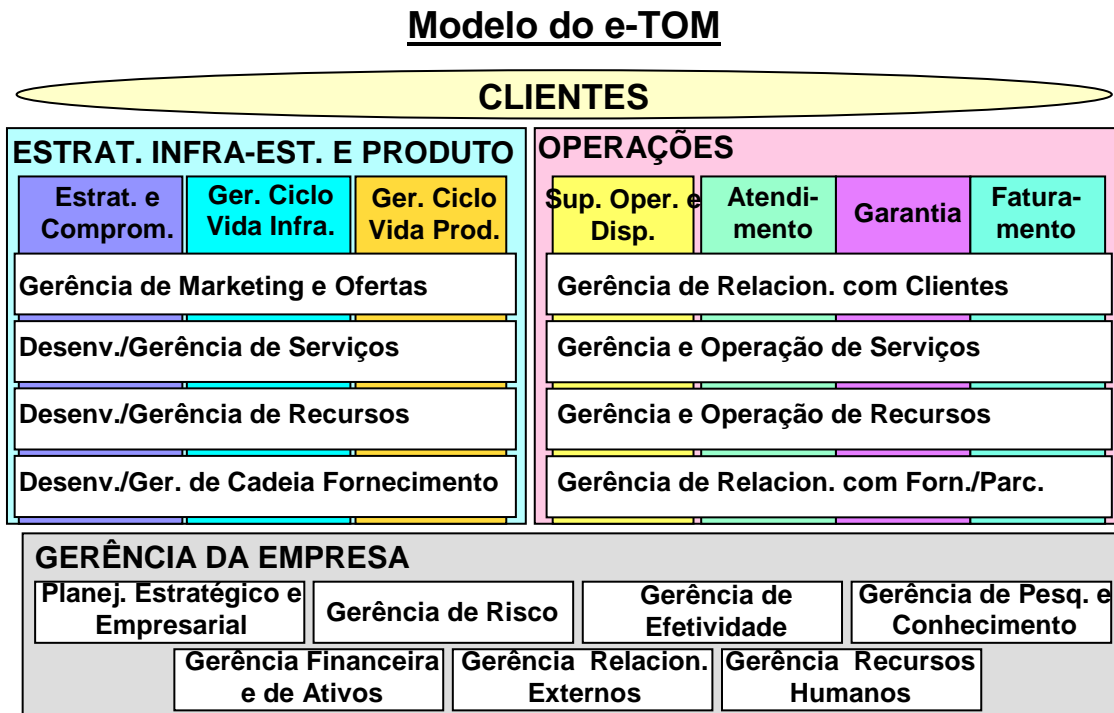 Modelo do e-TOM
CLIENTES
ESTRAT. INFRA-EST. E PRODUTO
Estrat. e
Comprom.
Ger. Ciclo
Vida Infra.
Ger. Ciclo
Vida Prod.
Gerência de Marketing e Ofertas
Desenv./Gerência de Serviços
Desenv./Gerência de Recursos
Desenv./Ger. de Cadeia Fornecimento
OPERAÇÕES
Sup. Oper. e
Disp.
Atendi-
mento
Garantia
Fatura-
mento
Gerência de Relacion. com Clientes
Gerência e Operação de Serviços
Gerência e Operação de Recursos
Gerência de Relacion. com Forn./Parc.
GERÊNCIA DA EMPRESA
Planej. Estratégico e
Empresarial
Gerência de Risco
Gerência de
Efetividade
Gerência de Pesq. e
Conhecimento
Gerência Financeira
e de Ativos
Gerência Relacion.
Externos
Gerência Recursos
Humanos